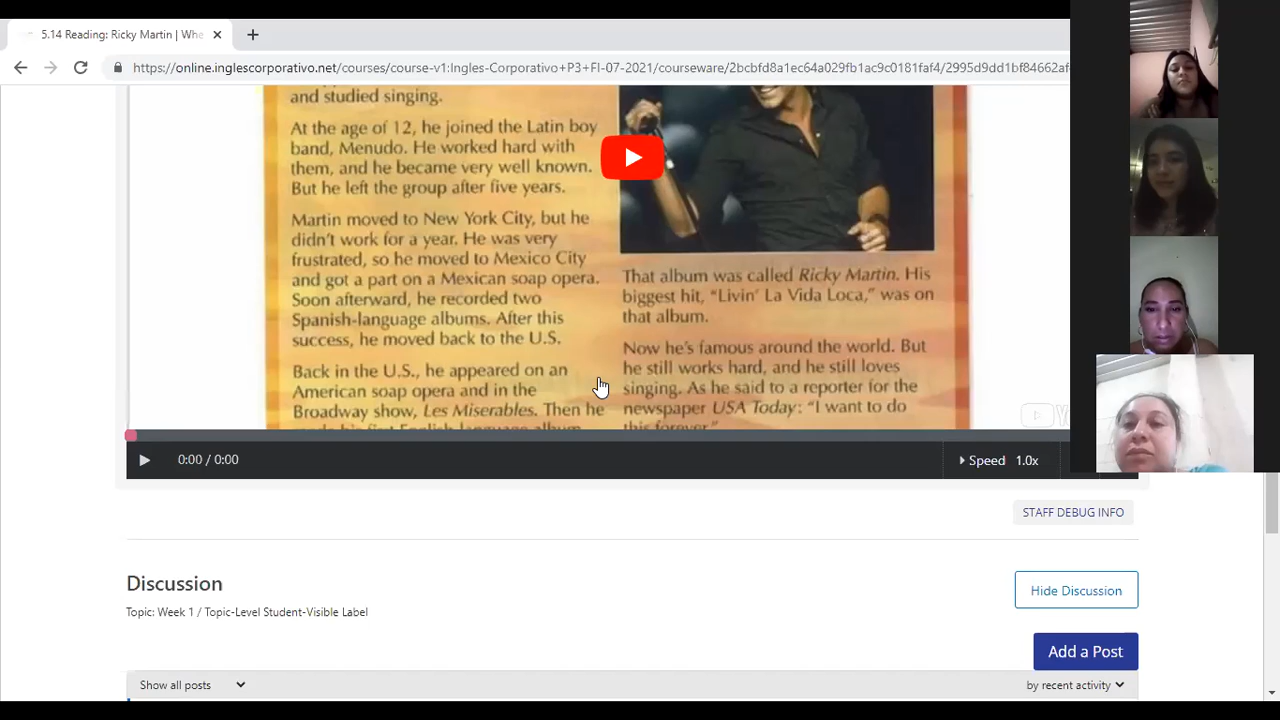 5.14 Reading: Ricky Martin | Whe
https://online.inglescorporativo.net/courses/course-v1:Ingles-Corporativo+P3+FI-07-2021/courseware/2bcbfd8a1ec64a029fb1ac9c0181faf4/2995d9dd1bf84662af
and studied singing.
At the age of 12, he joined the Latin boy
band, Menudo. He worked hard with
them, and he became very well known.
But he left the group after five years.
Martin moved to New York City, but he
didn't work for a year. He was very
frustrated, so he moved to Mexico City
and got a part on a Mexican soap opera.
Soon afterward, he recorded two
Spanish-language albums. After this
success, he moved back to the U.S.
Back in the U.S., he appeared on an
American soap opera and in the
Broadway show, Les Miserables. Then he
made his first English-language album.
That album was called Ricky Martin. His
biggest hit, "Livin' La Vida Loca," was on
that album.
Now he's famous around the world. But
he still works hard, and he still loves
singing. As he said to a reporter for the
newspaper USA Today: "I want to do
this forever."
0:00 / 0:00
Speed 1.0x
STAFF DEBUG INFO
Discussion
Hide Discussion
Topic: Week 1 / Topic-Level Student-Visible Label
Add a Post
Show all posts
by recent activity